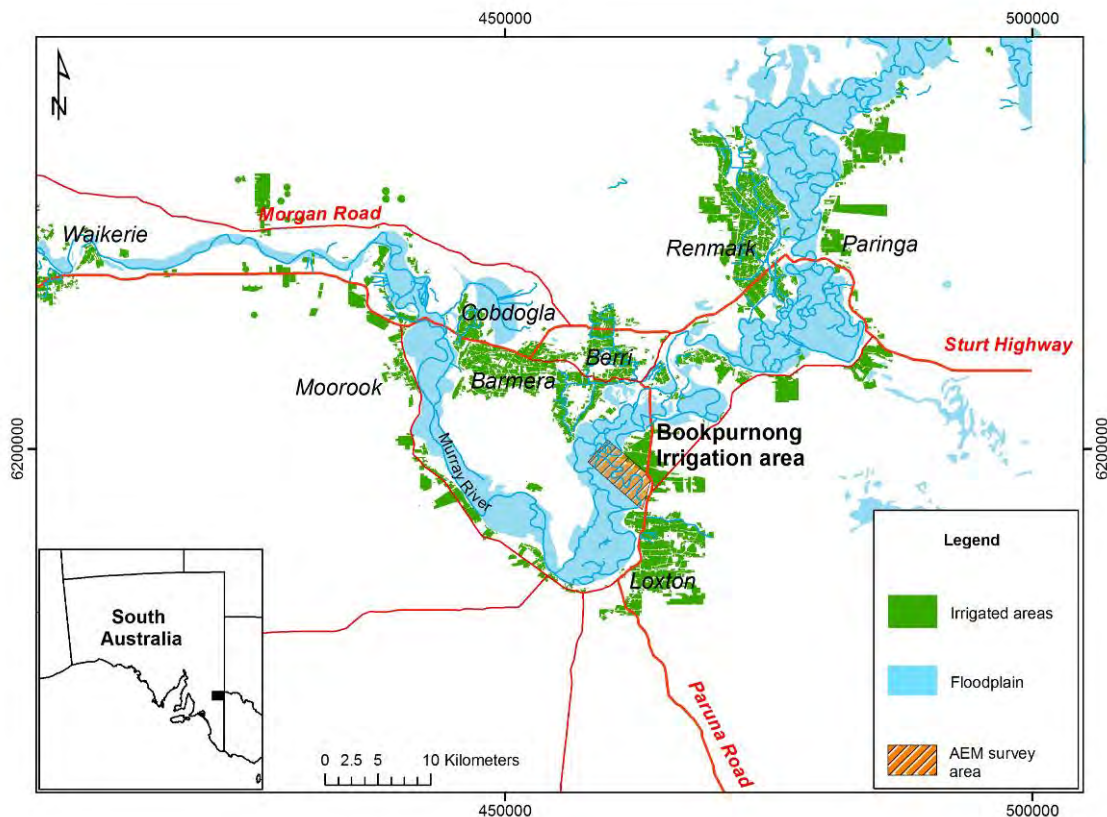 450000
500000
N
Morgan Road
Waikerie
Renmark
Paringa
Cobdogla
Sturt Highway
Berri
Barmera
Moorook
6200000
6200000
Bookpurnong
Irrigation area
Murray River
Legend
Loxton
Irrigated areas
South
Australia
Floodplain
Paruna Road
AEM survey
area
0 2.5 5 10 Kilometers
450000
500000